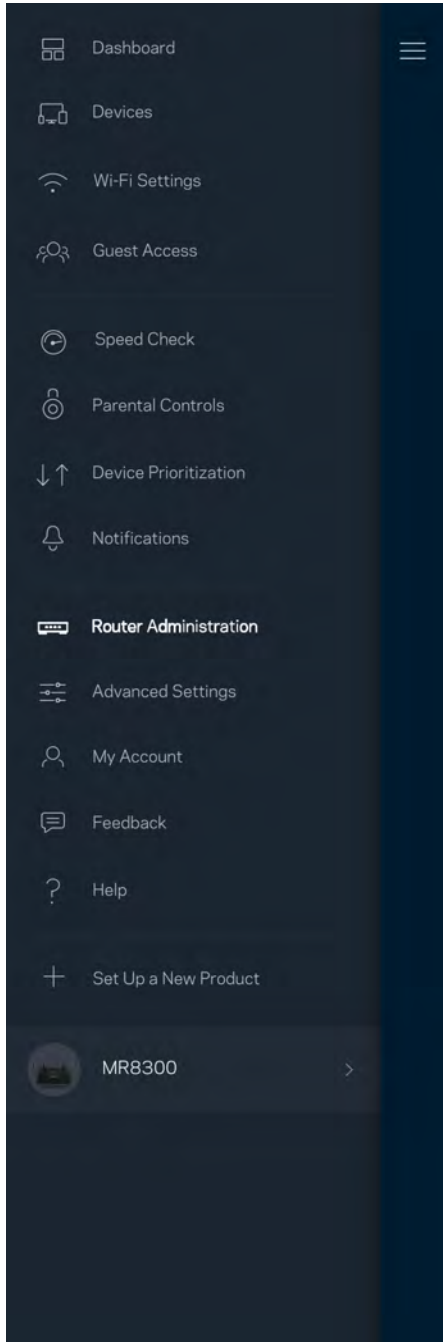 Dashboard
Devices
Wi-Fi Settings
Guest Access
Speed Check
Parental Controls
Device Prioritization
Notifications
Router Administration
Advanced Settings
My Account
Feedback
Help
Set Up a New Product
MR8300